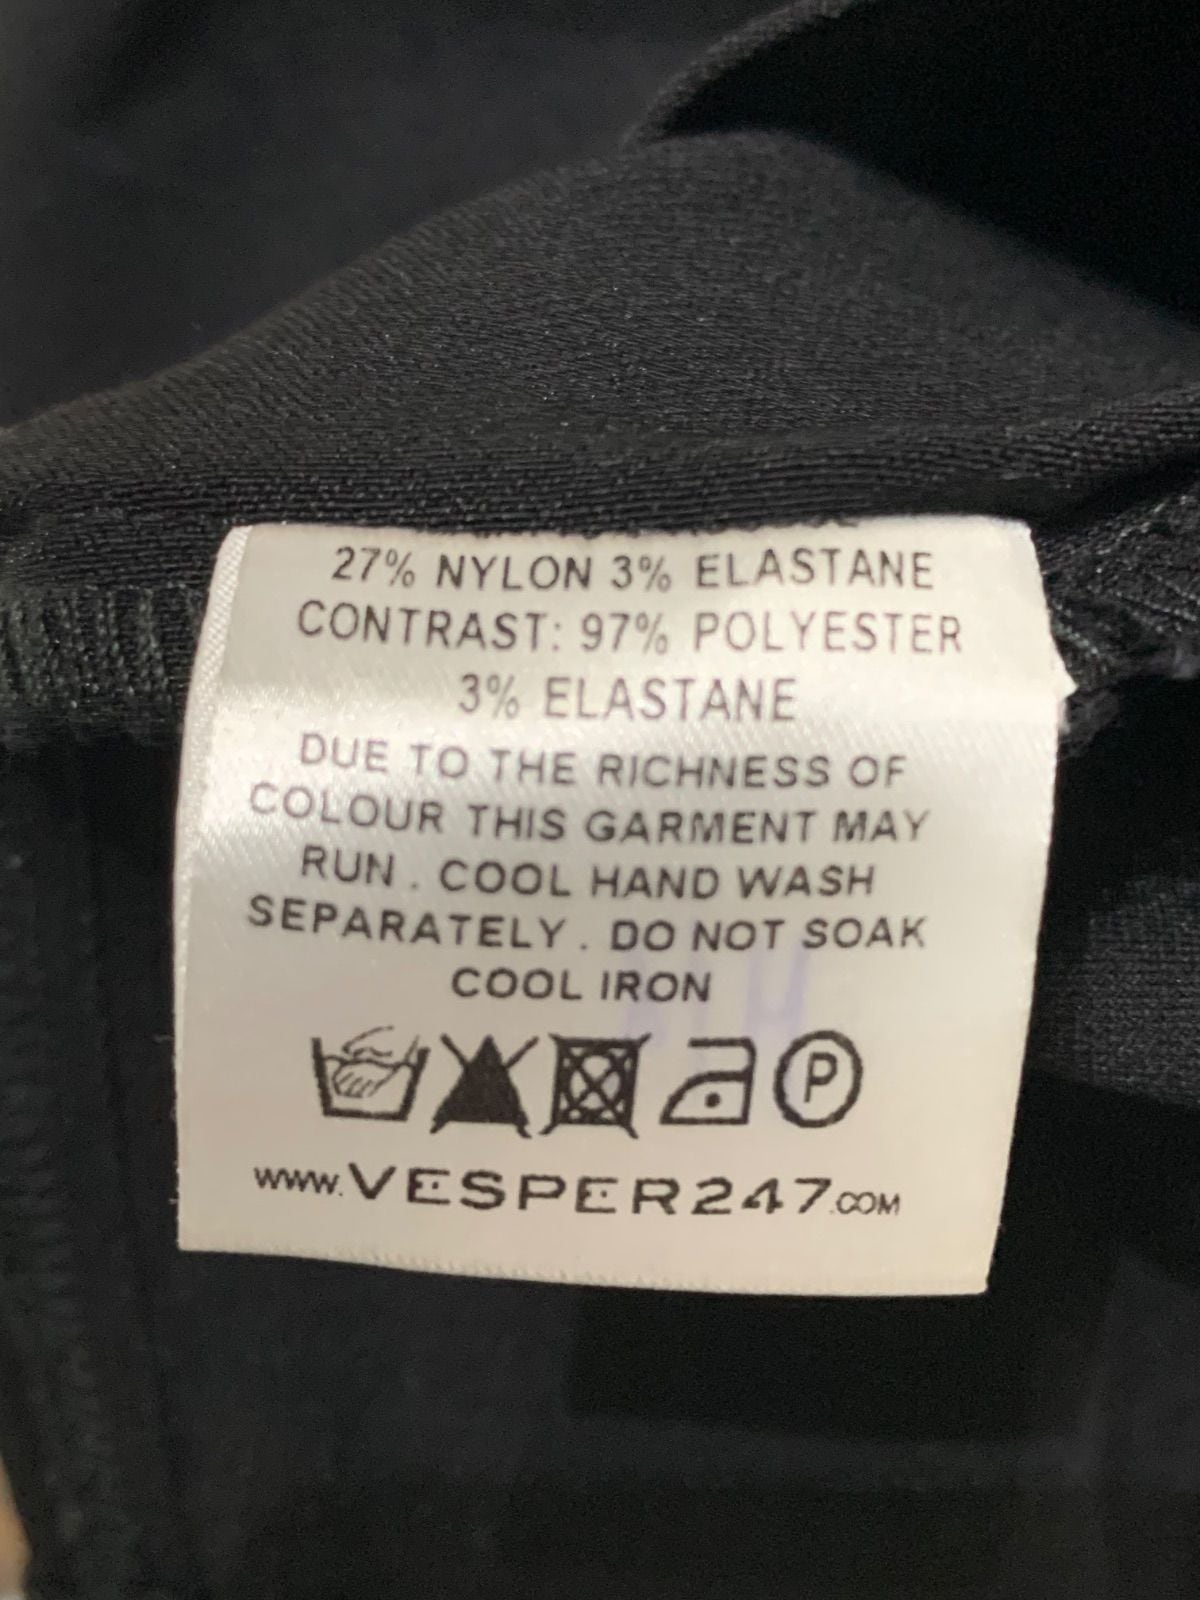 27% NYLON 3% ELASTANE
CONTRAST: 97% POLYESTER
3% ELASTANE
DUE TO THE RICHNESS OF
COLOUR THIS GARMENT MAY
RUN . COOL HAND WASH
SEPARATELY . DO NOT SOAK
COOL IRON
P
www.VESPER247.COM